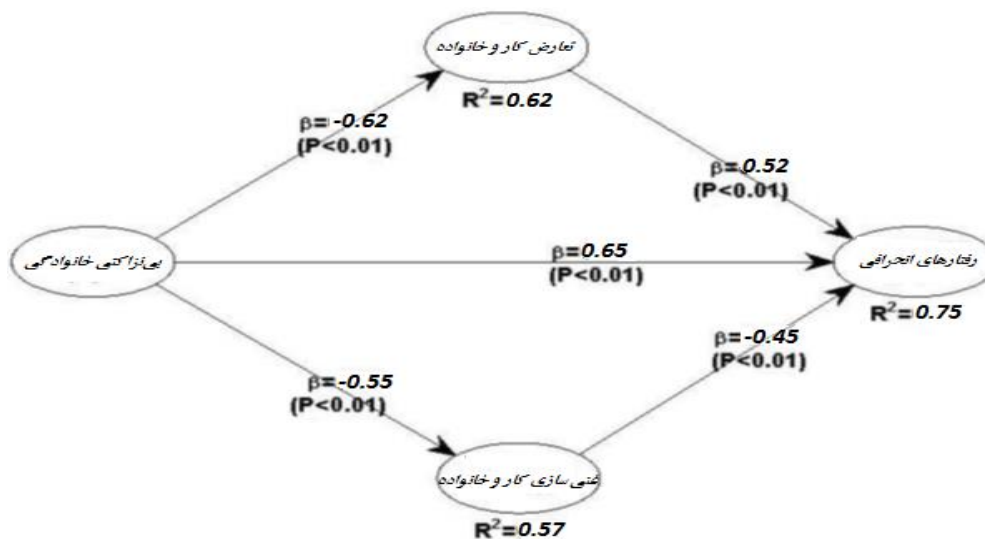 تعارض کار و خانواده
R²=0.62
β=-0.62
(P<0.01)
β=0.52
(P<0.01)
بی‌نزاکتی خانوادگی
β=0.65
(P<0.01)
رفتارهای انحرافی
R²=0.75
β=-0.45
(P<0.01)
β=-0.55
(P<0.01)
غنی سازی کار و خانواده
R²=0.57